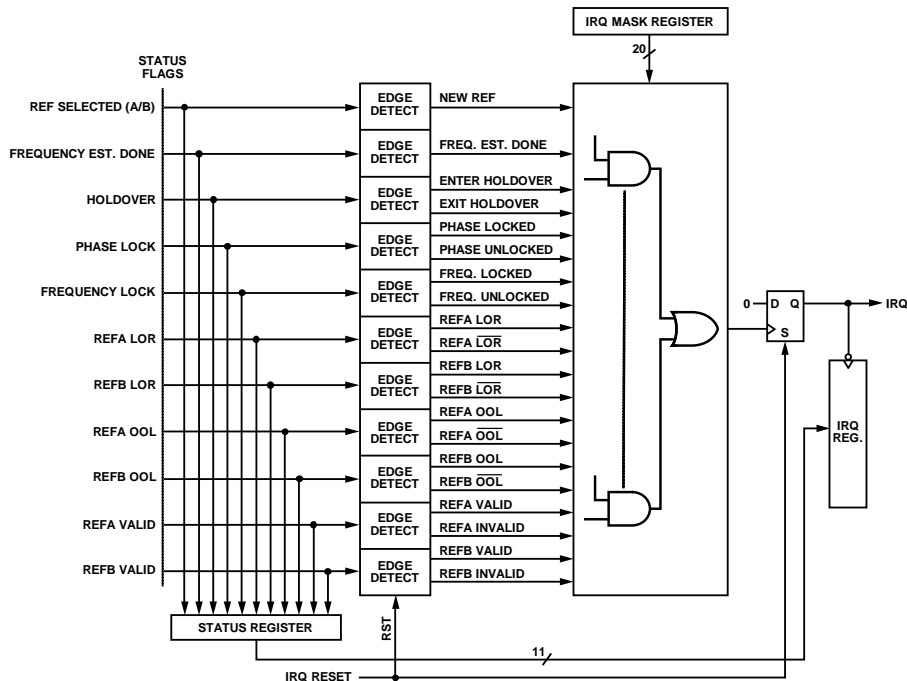 IRQ MASK REGISTER
20
STATUS
FLAGS
REF SELECTED (A/B)
EDGE
DETECT
NEW REF
FREQUENCY EST. DONE
EDGE
DETECT
FREQ. EST. DONE
HOLDOVER
EDGE
DETECT
ENTER HOLDOVER
EXIT HOLDOVER
PHASE LOCK
EDGE
DETECT
PHASE LOCKED
PHASE UNLOCKED
FREQUENCY LOCK
EDGE
DETECT
FREQ. LOCKED
FREQ. UNLOCKED
REFA LOR
EDGE
DETECT
REFA LOR
REFA L̅O̅R̅
REFB LOR
EDGE
DETECT
REFB LOR
REFB L̅O̅R̅
REFA OOL
EDGE
DETECT
REFA OOL
REFA O̅O̅L̅
REFB OOL
EDGE
DETECT
REFB OOL
REFB O̅O̅L̅
REFA VALID
EDGE
DETECT
REFA VALID
REFA INVALID
REFB VALID
EDGE
DETECT
REFB VALID
REFB INVALID
0
D Q
S
IRQ
IRQ
REG.
STATUS REGISTER
RST
11
IRQ RESET